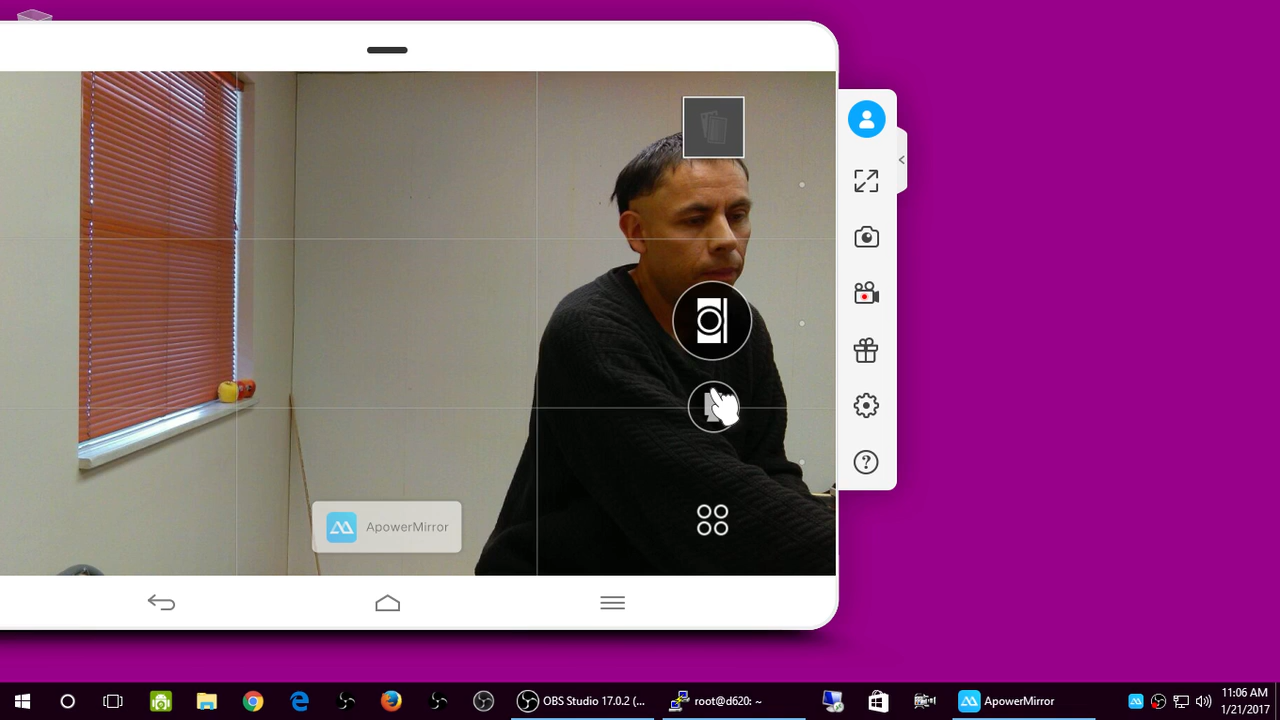 ApowerMirror
OBS Studio 17.0.2 (...
root@d620: ~
ApowerMirror
11:06 AM
1/21/2017